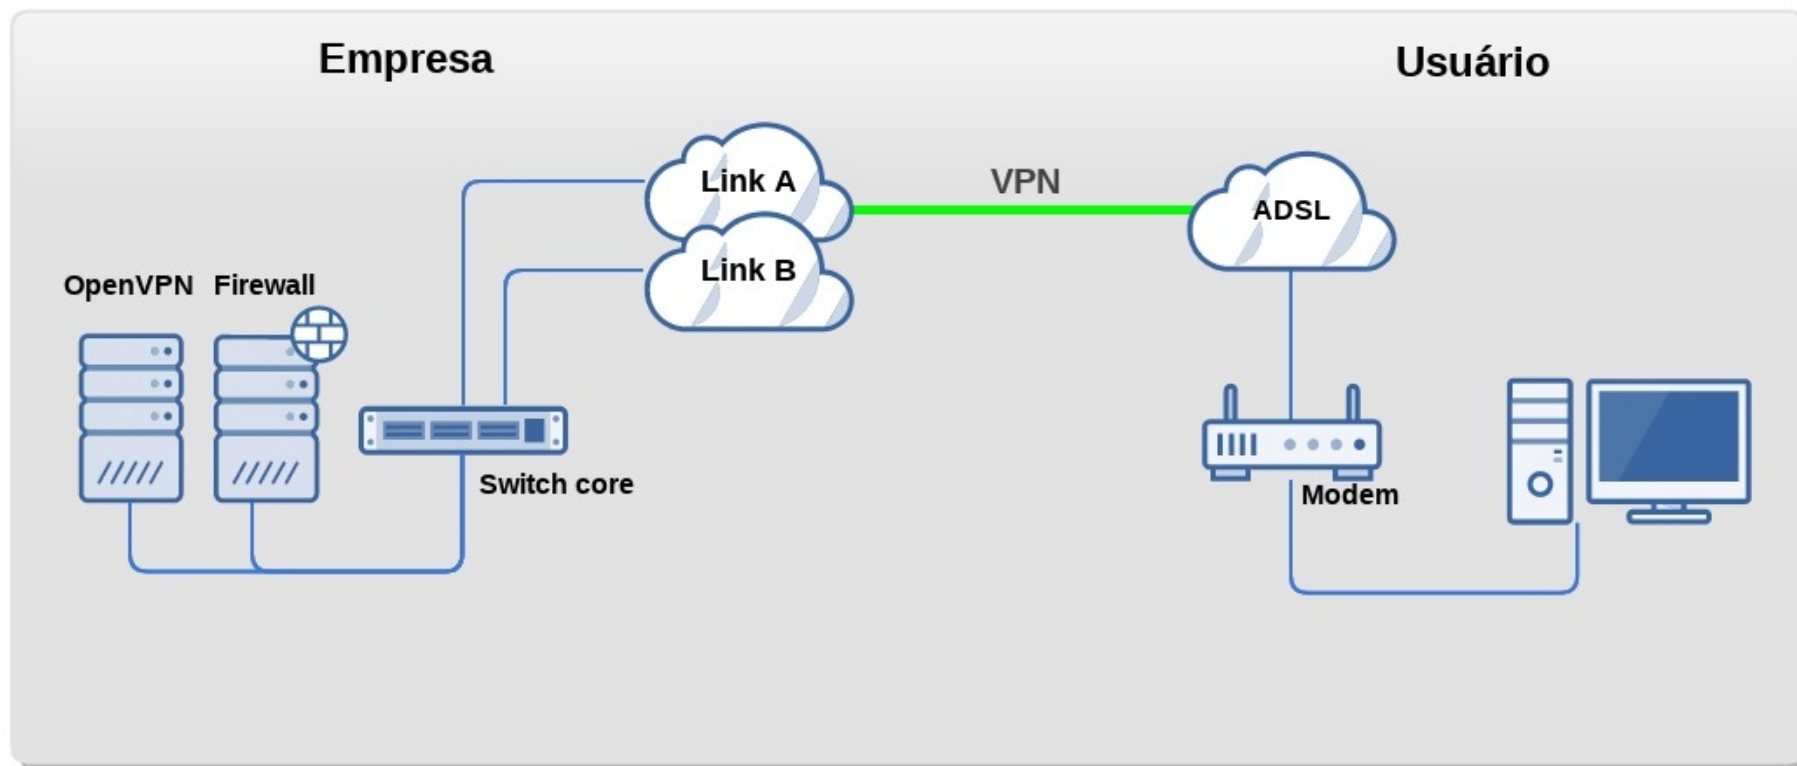 Empresa
Usuário
Link A
VPN
ADSL
Link B
OpenVPN
Firewall
Switch core
Modem